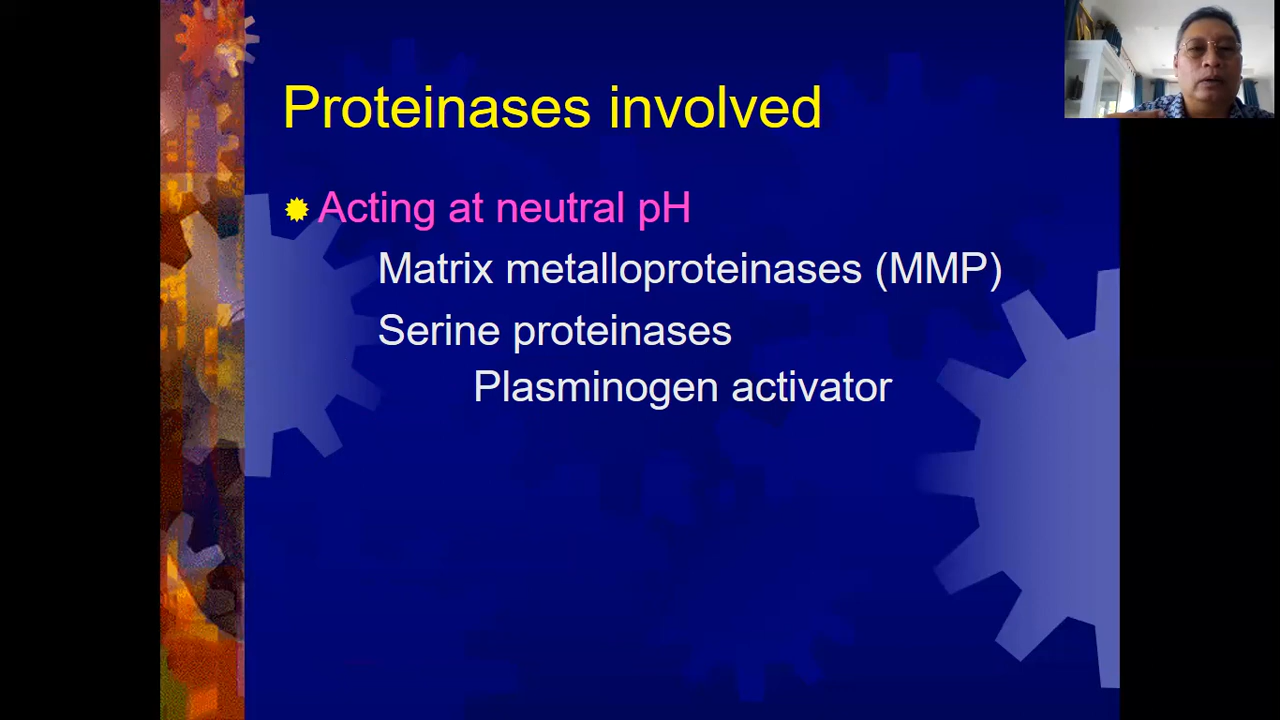 Proteinases involved
Acting at neutral pH
Matrix metalloproteinases (MMP)
Serine proteinases
Plasminogen activator